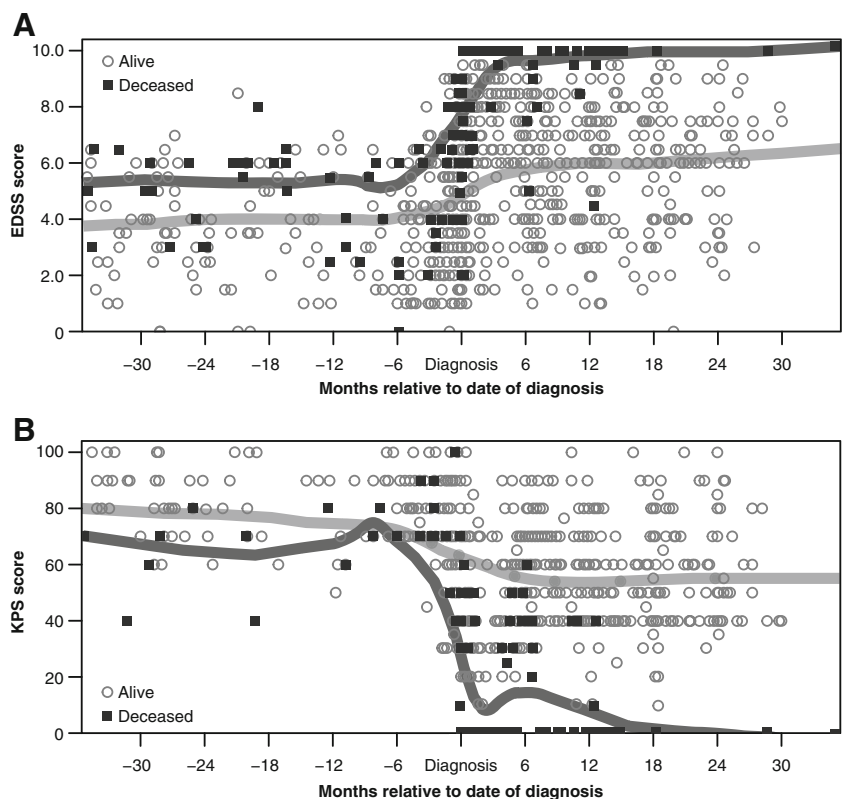 A
10.0
8.0
6.0
4.0
2.0
0
EDSS score
Alive
Deceased
−30 −24 −18 −12 −6 Diagnosis 6 12 18 24 30
Months relative to date of diagnosis
B
100
80
60
40
20
0
KPS score
Alive
Deceased
−30 −24 −18 −12 −6 Diagnosis 6 12 18 24 30
Months relative to date of diagnosis